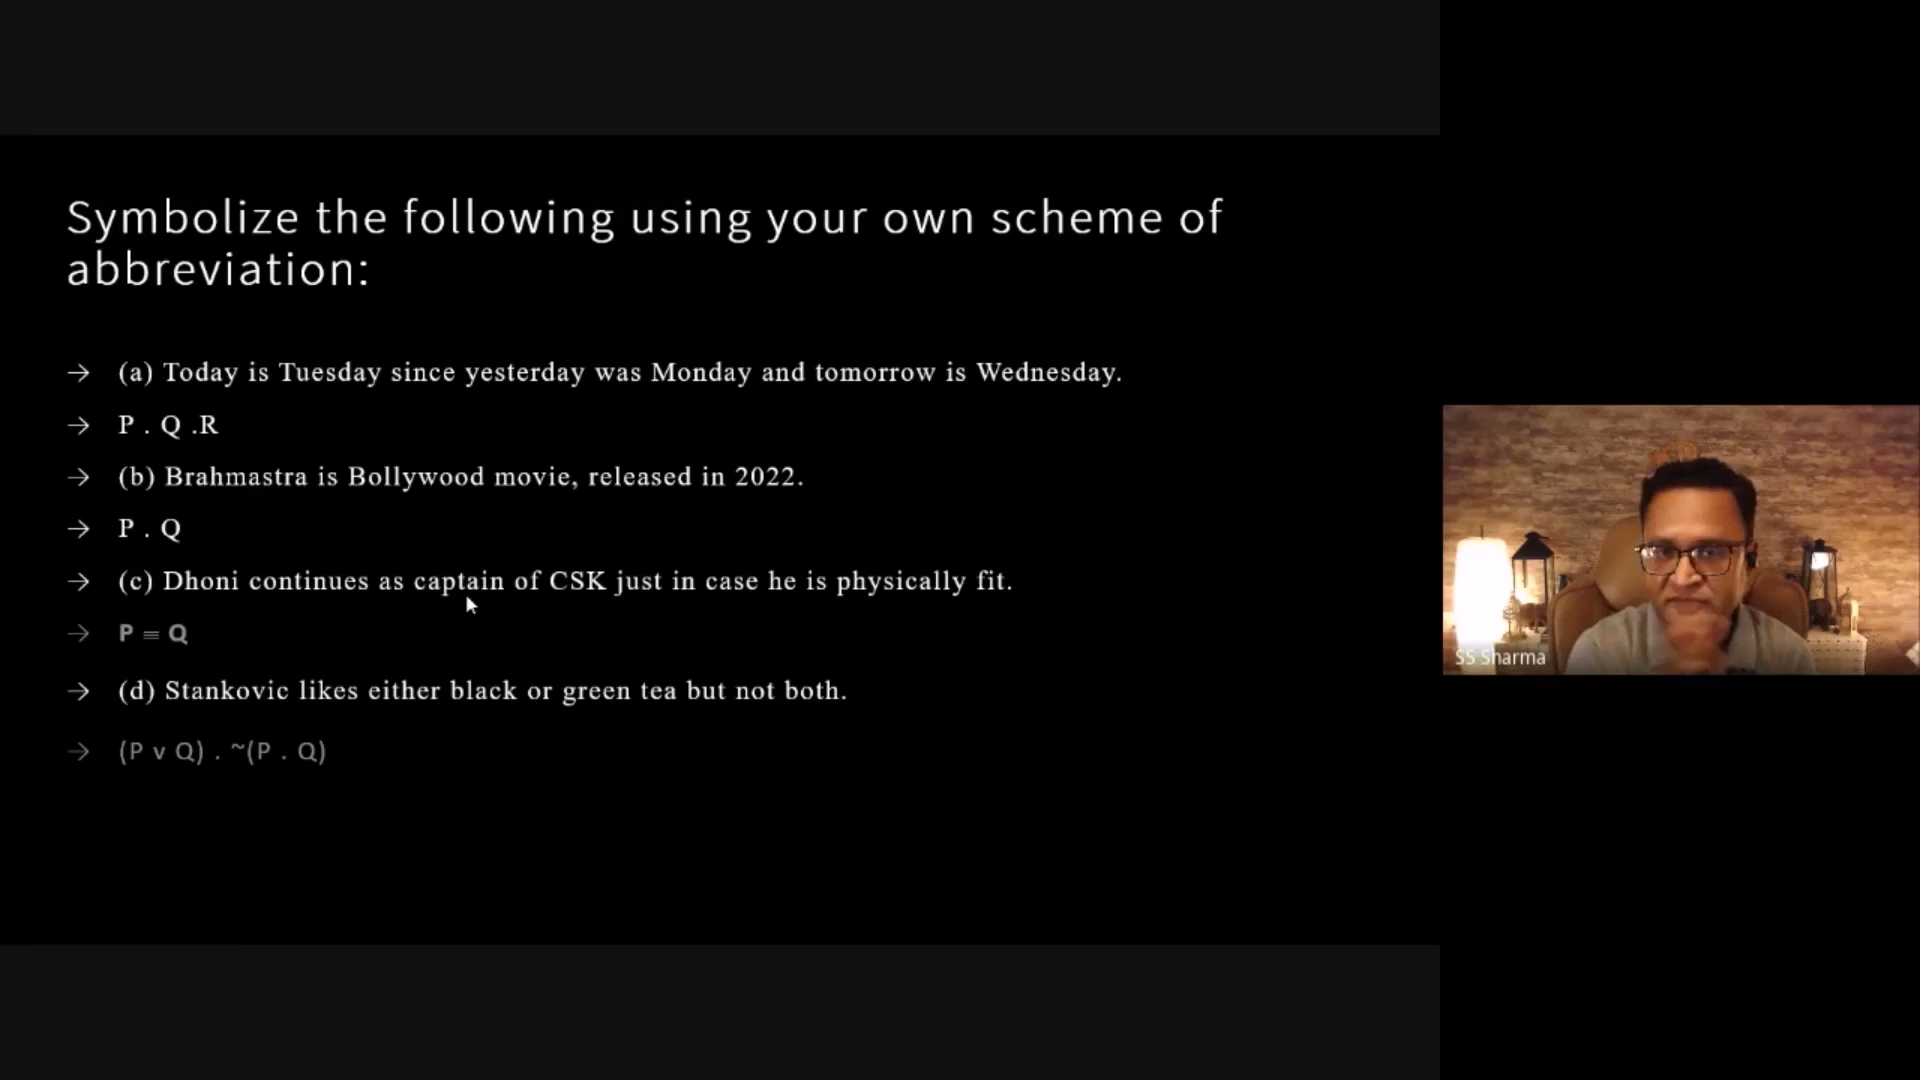 Symbolize the following using your own scheme of
abbreviation:
→ (a) Today is Tuesday since yesterday was Monday and tomorrow is Wednesday.
→ P . Q .R
→ (b) Brahmastra is Bollywood movie, released in 2022.
→ P . Q
→ (c) Dhoni continues as captain of CSK just in case he is physically fit.
→ P ≡ Q
→ (d) Stankovic likes either black or green tea but not both.
→ (P v Q) . ~(P . Q)
SS Sharma